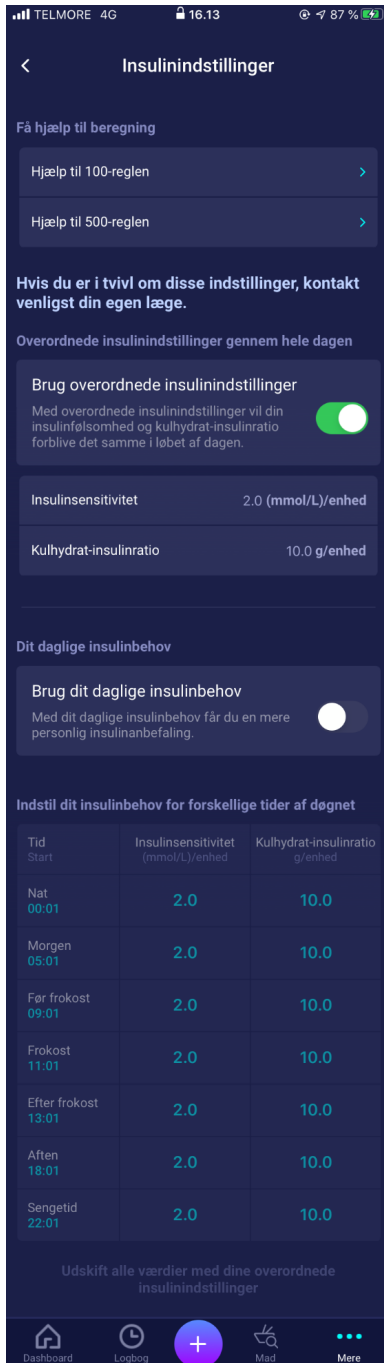 TELMORE 4G 16.13 87 %
Insulinindstillinger
Få hjælp til beregning
Hjælp til 100-reglen
Hjælp til 500-reglen
Hvis du er i tvivl om disse indstillinger, kontakt
venligst din egen læge.
Overordnede insulinindstillinger gennem hele dagen
Brug overordnede insulinindstillinger
Med overordnede insulinindstillinger vil din
insulinfølsomhed og kulhydrat-insulinratio
forblive det samme i løbet af dagen.
Insulinsensitivitet 2.0 (mmol/L)/enhed
Kulhydrat-insulinratio 10.0 g/enhed
Dit daglige insulinbehov
Brug dit daglige insulinbehov
Med dit daglige insulinbehov får du en mere
personlig insulinanbefaling.
Indstil dit insulinbehov for forskellige tider af døgnet
Tid Insulinsensitivitet Kulhydrat-insulinratio
Start (mmol/L)/enhed g/enhed
Nat
00:01 2.0 10.0
Morgen
05:01 2.0 10.0
Før frokost
09:01 2.0 10.0
Frokost
11:01 2.0 10.0
Efter frokost
13:01 2.0 10.0
Aften
18:01 2.0 10.0
Sengetid
22:01 2.0 10.0
Udskift alle værdier med dine overordnede
insulinindstillinger
Dashboard Logbog + Mad Mere